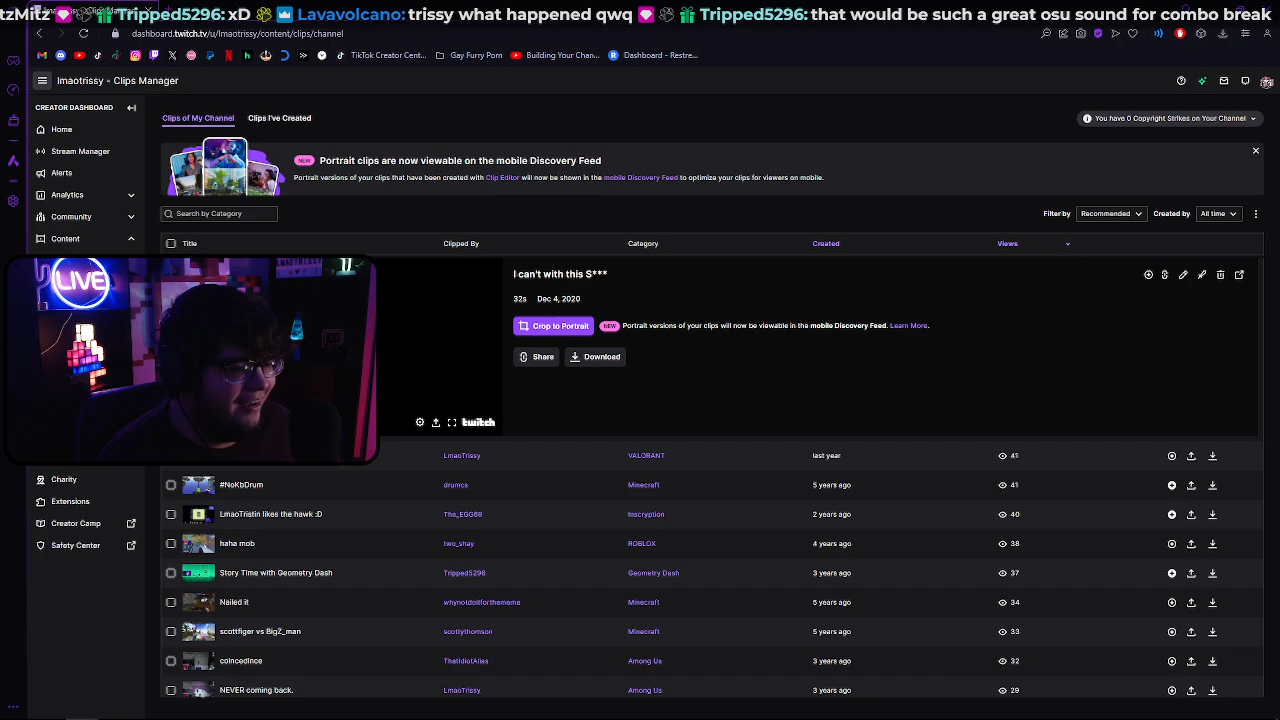 tzMitz Tripped5296: xD Lavavolcano: trissy what happened qwq Tripped5296: that would be such a great osu sound for combo break
dashboard.twitch.tv/u/lmaotrissy/content/clips/channel
TikTok Creator Cent... Gay Furry Porn Building Your Chan... Dashboard - Restre...
lmaotrissy - Clips Manager
CREATOR DASHBOARD
Home
Stream Manager
Alerts
Analytics
Community
Content
Charity
Extensions
Creator Camp
Safety Center
Clips of My Channel Clips I've Created
You have 0 Copyright Strikes on Your Channel
NEW Portrait clips are now viewable on the mobile Discovery Feed
Portrait versions of your clips that have been created with Clip Editor will now be shown in the mobile Discovery Feed to optimize your clips for viewers on mobile.
Search by Category Filter by Recommended Created by All time
Title Clipped By Category Created Views
LIVE
I can't with this S***
32s Dec 4, 2020
Crop to Portrait NEW Portrait versions of your clips will now be viewable in the mobile Discovery Feed. Learn More.
Share Download
twitch
LmaoTrissy VALORANT last year 41
#NoKbDrum drumcs Minecraft 5 years ago 41
LmaoTristin likes the hawk :D The_EGG69 Inscryption 2 years ago 40
haha mob two_shay ROBLOX 4 years ago 38
Story Time with Geometry Dash Tripped5296 Geometry Dash 3 years ago 37
Nailed it whynotdoitforthememe Minecraft 5 years ago 34
scottfiger vs BigZ_man scottythomson Minecraft 5 years ago 33
coincedince ThatIdiotAlias Among Us 3 years ago 32
NEVER coming back. LmaoTrissy Among Us 3 years ago 29